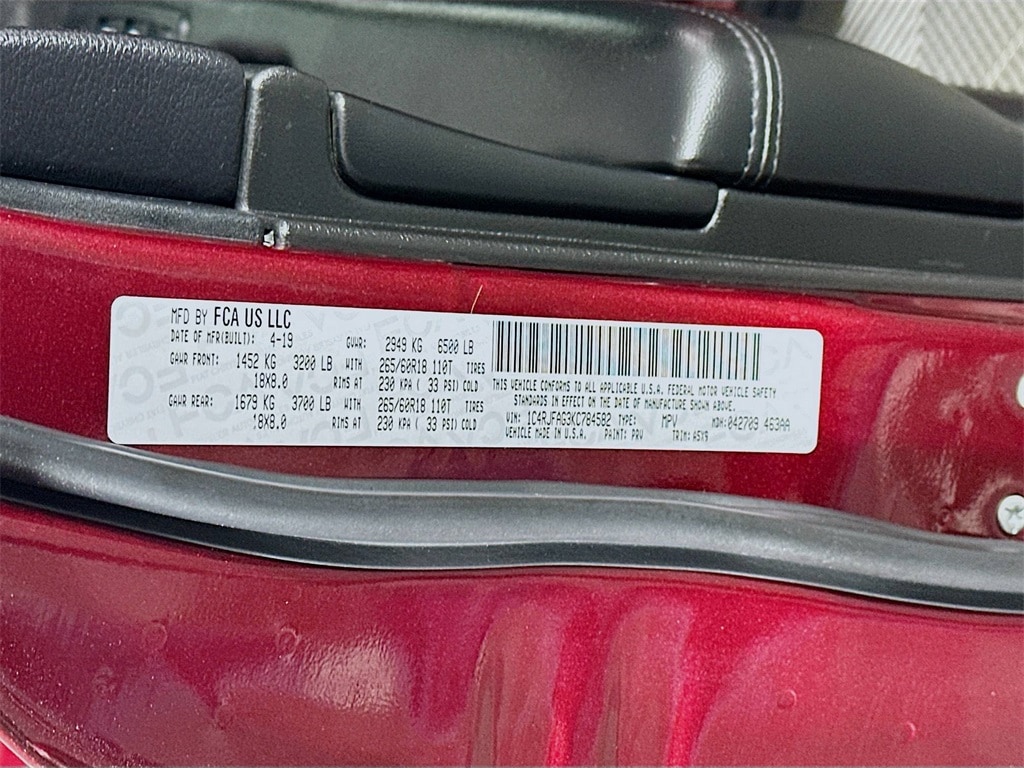 MFD BY FCA US LLC
DATE OF MFR(BUILT): 4-19 GVWR: 2949 KG 6500 LB
GAWR FRONT: 1452 KG 3200 LB WITH 265/60R18 110T TIRES
18X8.0 RIMS AT 230 KPA ( 33 PSI) COLD
GAWR REAR: 1679 KG 3700 LB WITH 265/60R18 110T TIRES
18X8.0 RIMS AT 230 KPA ( 33 PSI) COLD
THIS VEHICLE CONFORMS TO ALL APPLICABLE U.S.A. FEDERAL MOTOR VEHICLE SAFETY
STANDARDS IN EFFECT ON THE DATE OF MANUFACTURE SHOWN ABOVE.
VIN: 1C4RJFAG3KC784582 TYPE: MPV MDH: 042709 463AA
VEHICLE MADE IN U.S.A. PAINT: PRV TRIM: A5X9